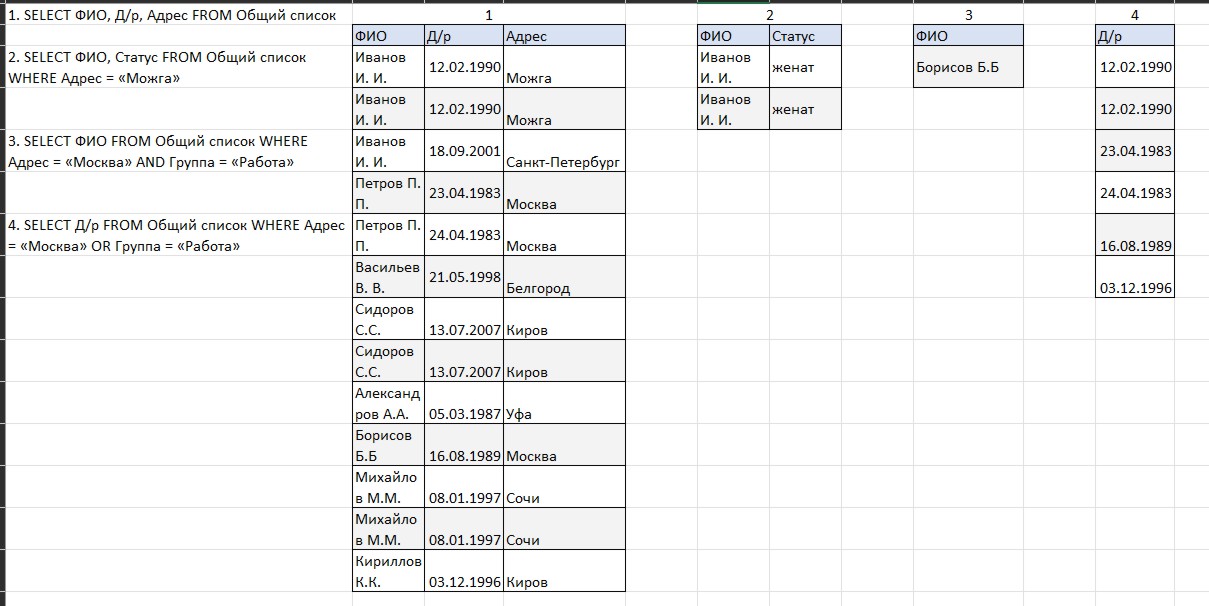 1. SELECT ФИО, Д/р, Адрес FROM Общий список
2. SELECT ФИО, Статус FROM Общий список
WHERE Адрес = «Можга»
3. SELECT ФИО FROM Общий список WHERE
Адрес = «Москва» AND Группа = «Работа»
4. SELECT Д/р FROM Общий список WHERE Адрес
= «Москва» OR Группа = «Работа»
1
ФИО Д/р Адрес
Иванов
И. И. 12.02.1990 Можга
Иванов
И. И. 12.02.1990 Можга
Иванов
И. И. 18.09.2001 Санкт-Петербург
Петров П.
П. 23.04.1983 Москва
Петров П.
П. 24.04.1983 Москва
Васильев
В. В. 21.05.1998 Белгород
Сидоров
С.С. 13.07.2007 Киров
Сидоров
С.С. 13.07.2007 Киров
Александ
ров А.А. 05.03.1987 Уфа
Борисов
Б.Б 16.08.1989 Москва
Михайло
в М.М. 08.01.1997 Сочи
Михайло
в М.М. 08.01.1997 Сочи
Кириллов
К.К. 03.12.1996 Киров
2
ФИО Статус
Иванов
И. И. женат
Иванов
И. И. женат
3
ФИО
Борисов Б.Б
4
Д/р
12.02.1990
12.02.1990
23.04.1983
24.04.1983
16.08.1989
03.12.1996